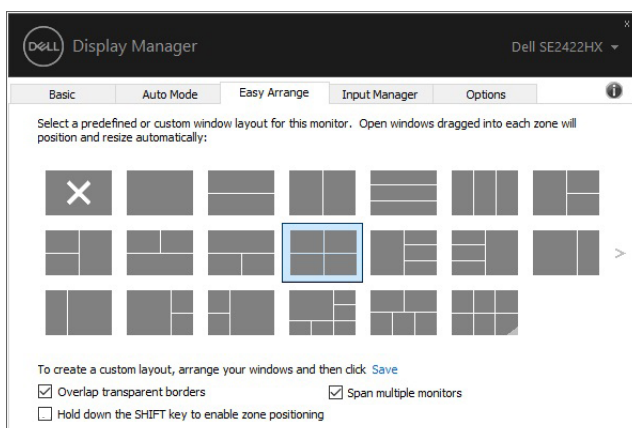 x
DELL Display Manager Dell SE2422HX
Basic Auto Mode Easy Arrange Input Manager Options i
Select a predefined or custom window layout for this monitor. Open windows dragged into each zone will
position and resize automatically:
>
To create a custom layout, arrange your windows and then click Save
Overlap transparent borders Span multiple monitors
Hold down the SHIFT key to enable zone positioning